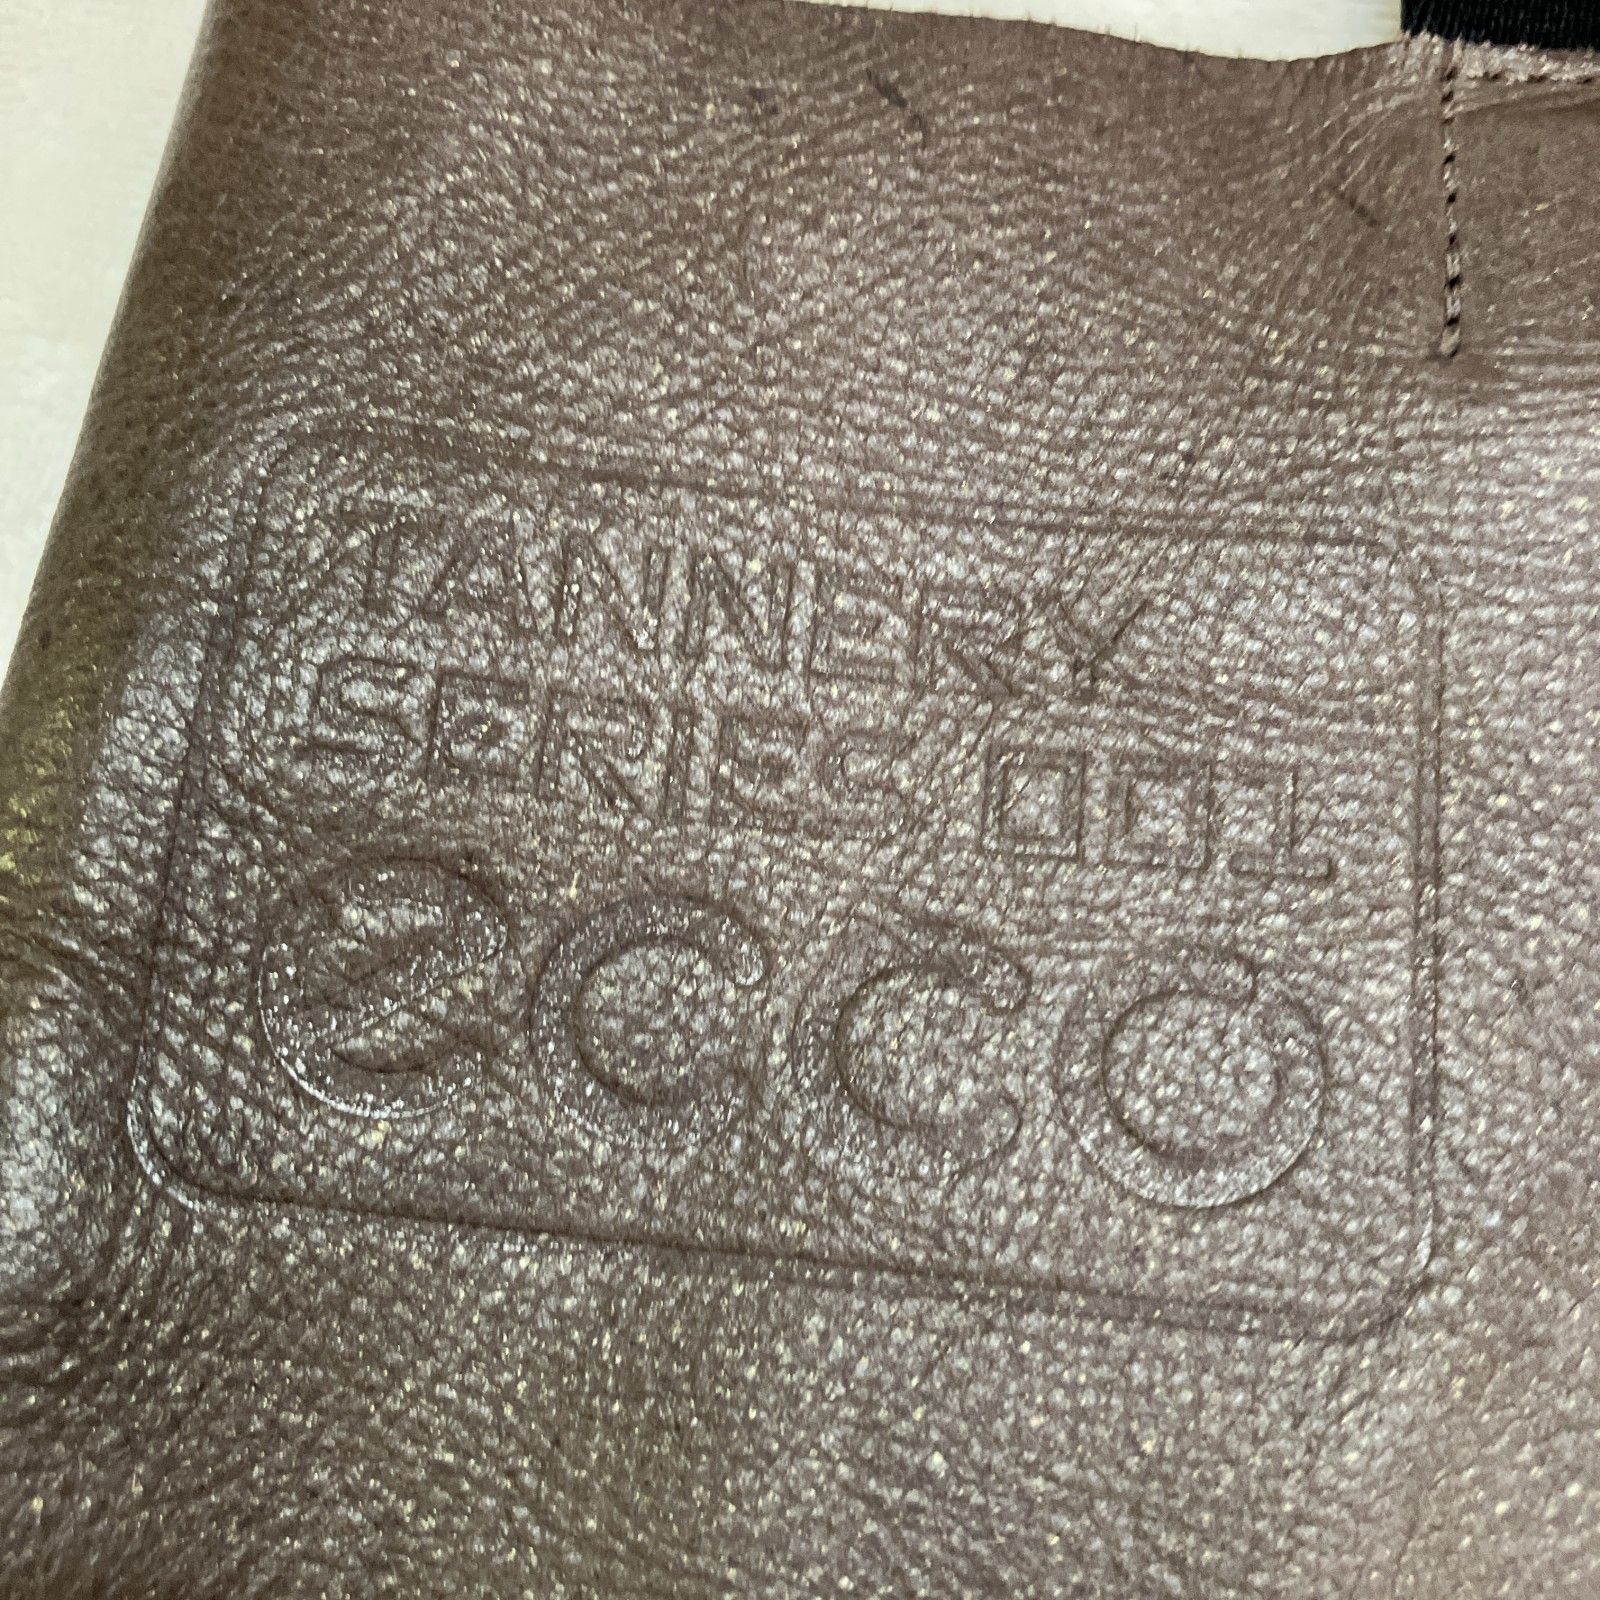 TANNERY
SERIES 001
ecco